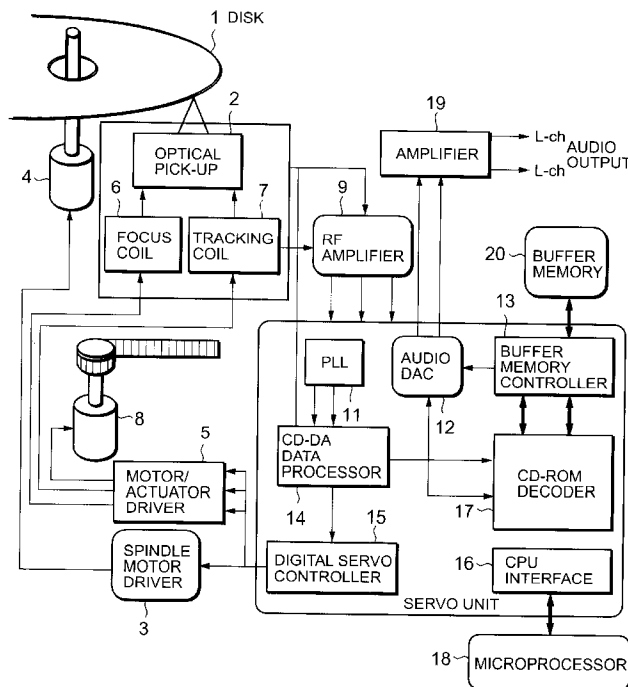 1 DISK
2
OPTICAL
PICK-UP
4
6
FOCUS
COIL
7
TRACKING
COIL
9
RF
AMPLIFIER
19
AMPLIFIER
L-ch
L-ch
AUDIO
OUTPUT
20
BUFFER
MEMORY
13
BUFFER
MEMORY
CONTROLLER
AUDIO
DAC
12
PLL
11
8
5
MOTOR/
ACTUATOR
DRIVER
CD-DA
DATA
PROCESSOR
14
CD-ROM
DECODER
17
15
DIGITAL SERVO
CONTROLLER
SPINDLE
MOTOR
DRIVER
3
16
CPU
INTERFACE
SERVO UNIT
18
MICROPROCESSOR